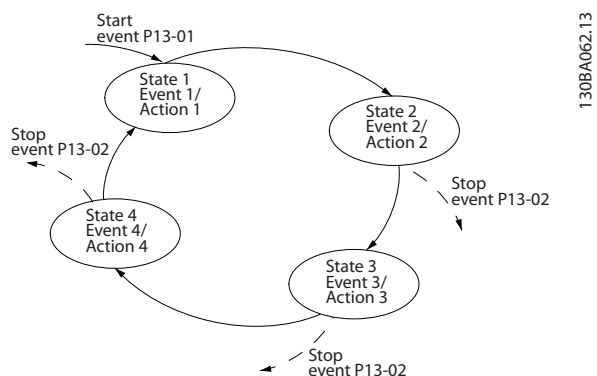 Start
event P13-01
State 1
Event 1/
Action 1
State 2
Event 2/
Action 2
Stop
event P13-02
State 3
Event 3/
Action 3
Stop
event P13-02
State 4
Event 4/
Action 4
Stop
event P13-02
130BA062.13